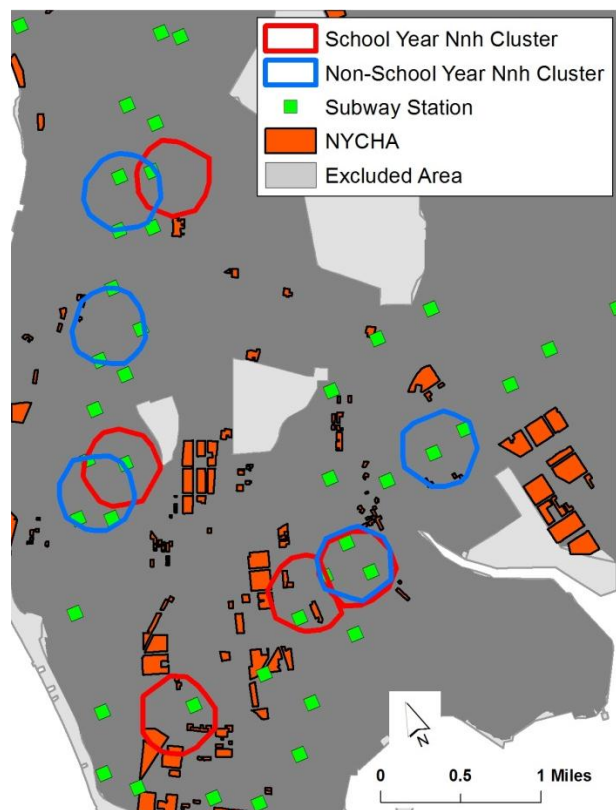 School Year Nnh Cluster
Non-School Year Nnh Cluster
Subway Station
NYCHA
Excluded Area
N
0 0.5 1 Miles